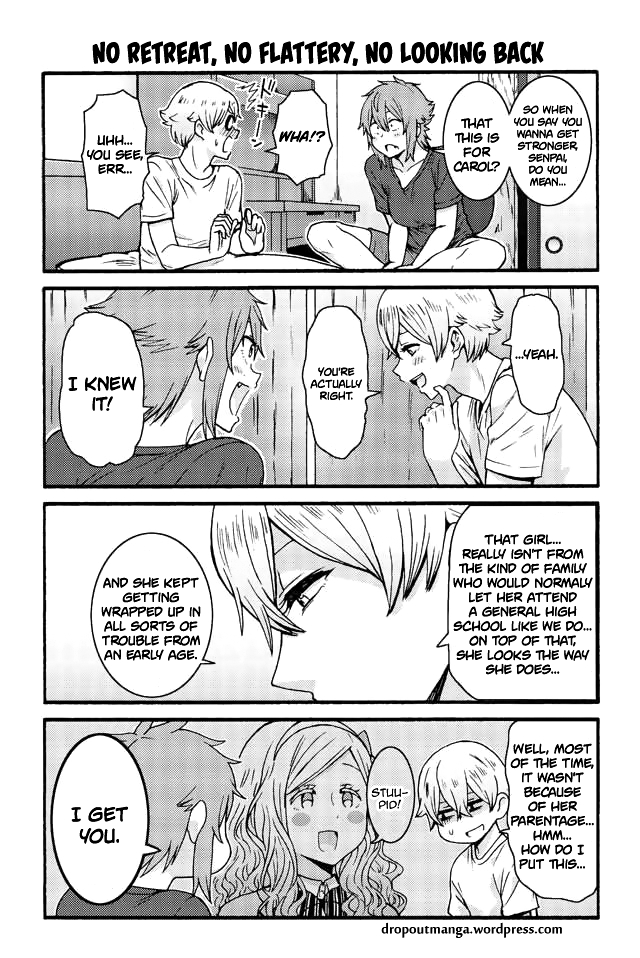 NO RETREAT, NO FLATTERY, NO LOOKING BACK
SO WHEN
YOU SAY YOU
WANNA GET
STRONGER,
SENPAI,
DO YOU
MEAN...
THAT THIS
IS FOR
CAROL?
WHA!?
UHH...
YOU SEE,
ERR...
...YEAH.
YOU'RE
ACTUALLY
RIGHT.
I KNEW
IT!
THAT GIRL...
REALLY ISN'T FROM
THE KIND OF FAMILY
WHO WOULD NORMALY
LET HER ATTEND
A GENERAL HIGH
SCHOOL LIKE WE DO...
ON TOP OF THAT,
SHE LOOKS THE WAY
SHE DOES...
AND SHE KEPT
GETTING
WRAPPED UP IN
ALL SORTS OF
TROUBLE FROM
AN EARLY AGE.
WELL, MOST
OF THE TIME,
IT WASN'T
BECAUSE
OF HER
PARENTAGE...
HMM...
HOW DO I
PUT THIS...
STUU-
PIO!
I GET
YOU.
dropoutmanga.wordpress.com